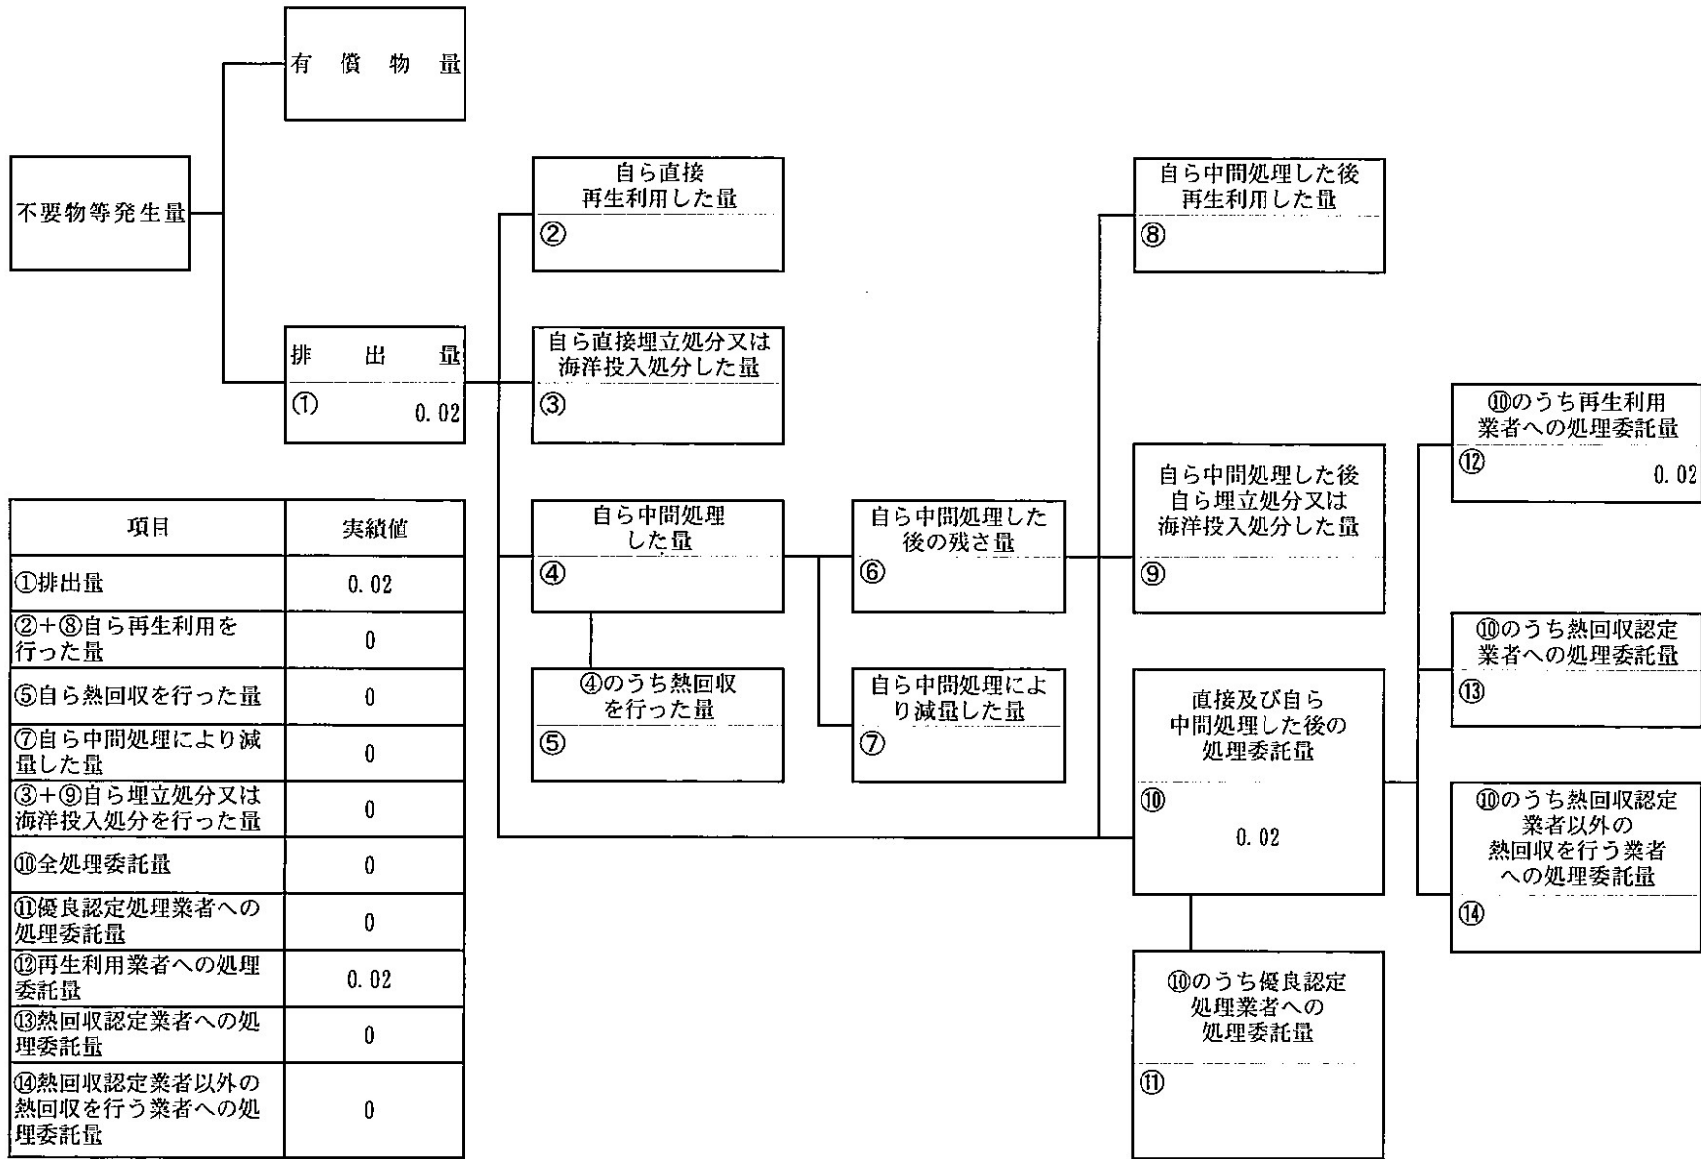 有償物量
不要物等発生量
自ら直接
再生利用した量
②
自ら中間処理した後
再生利用した量
⑧
排出量
① 0.02
自ら直接埋立処分又は
海洋投入処分した量
③
⑩のうち再生利用
業者への処理委託量
⑫ 0.02
自ら中間処理
した量
④
自ら中間処理した
後の残さ量
⑥
自ら中間処理した後
自ら埋立処分又は
海洋投入処分した量
⑨
④のうち熱回収
を行った量
⑤
自ら中間処理によ
り減量した量
⑦
直接及び自ら
中間処理した後の
処理委託量
⑩
0.02
⑩のうち熱回収認定
業者への処理委託量
⑬
⑩のうち熱回収認定
業者以外の
熱回収を行う業者
への処理委託量
⑭
⑩のうち優良認定
処理業者への
処理委託量
⑪
項目 実績値
①排出量 0.02
②+⑧自ら再生利用を
行った量 0
⑤自ら熱回収を行った量 0
⑦自ら中間処理により減
量した量 0
③+⑨自ら埋立処分又は
海洋投入処分を行った量 0
⑩全処理委託量 0
⑪優良認定処理業者への
処理委託量 0
⑫再生利用業者への処理
委託量 0.02
⑬熱回収認定業者への処
理委託量 0
⑭熱回収認定業者以外の
熱回収を行う業者への処
理委託量 0